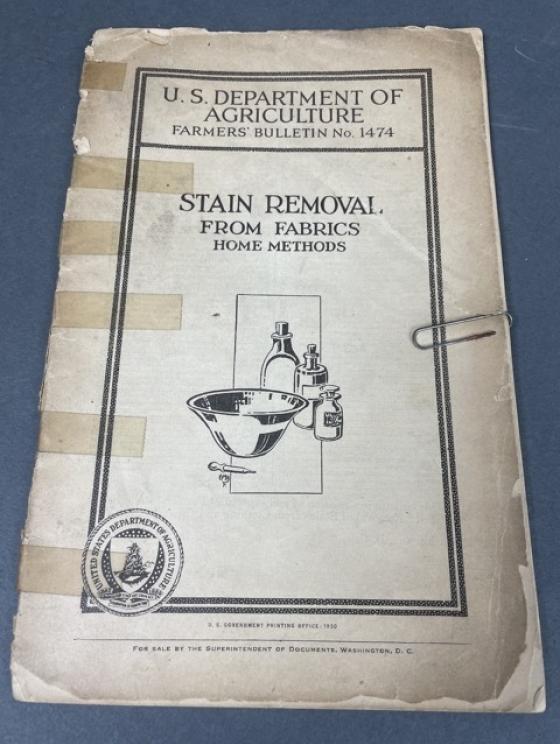 U. S. DEPARTMENT OF
AGRICULTURE
FARMERS' BULLETIN No. 1474
STAIN REMOVAL
FROM FABRICS
HOME METHODS
UNITED STATES DEPARTMENT OF AGRICULTURE
U. S. GOVERNMENT PRINTING OFFICE: 1930
FOR SALE BY THE SUPERINTENDENT OF DOCUMENTS, WASHINGTON, D. C.